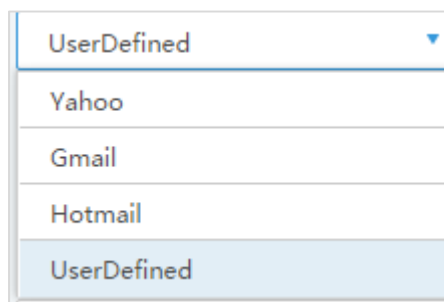 UserDefined
Yahoo
Gmail
Hotmail
UserDefined